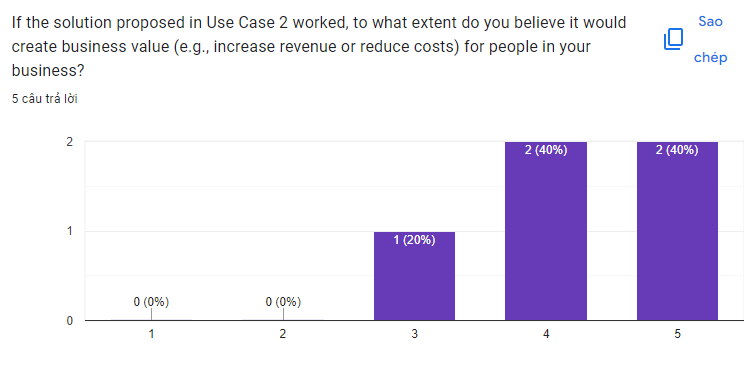 If the solution proposed in Use Case 2 worked, to what extent do you believe it would
create business value (e.g., increase revenue or reduce costs) for people in your
business?
Sao
chép
5 câu trả lời
2
1
0
0 (0%)
0 (0%)
1 (20%)
2 (40%)
2 (40%)
1
2
3
4
5